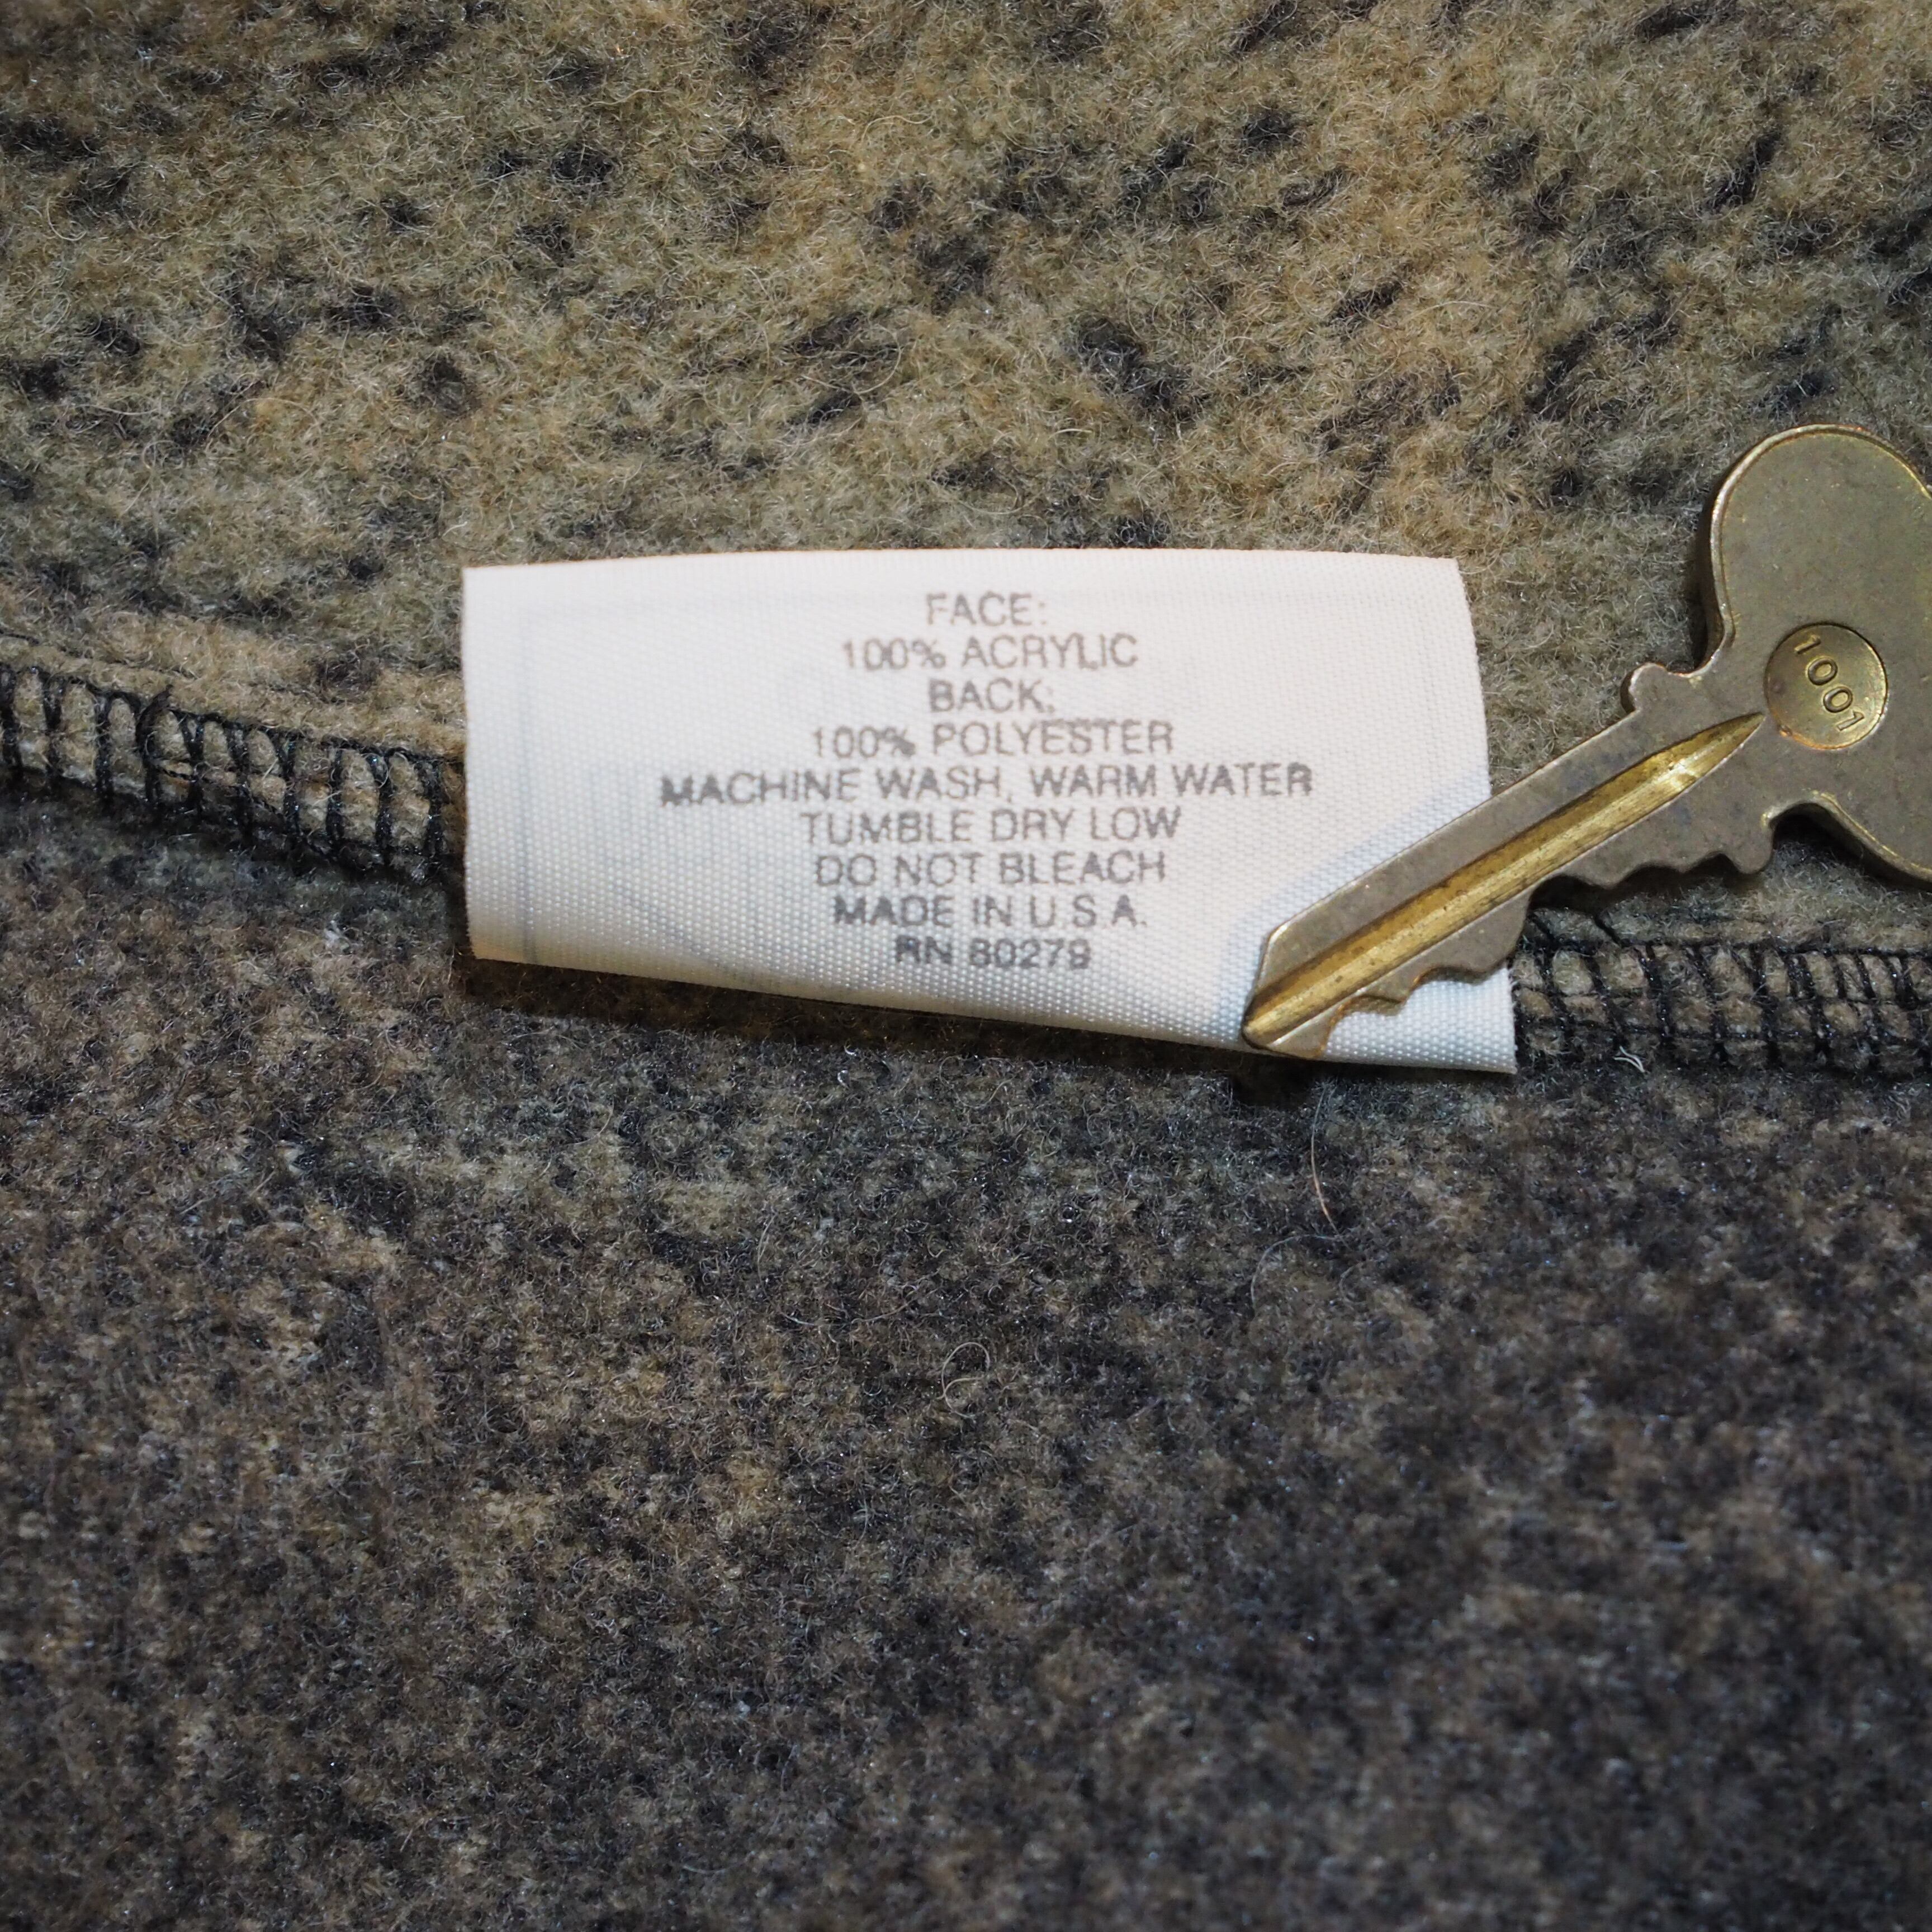 FACE:
100% ACRYLIC
BACK:
100% POLYESTER
MACHINE WASH, WARM WATER
TUMBLE DRY LOW
DO NOT BLEACH
MADE IN U.S.A.
RN 80279
1001